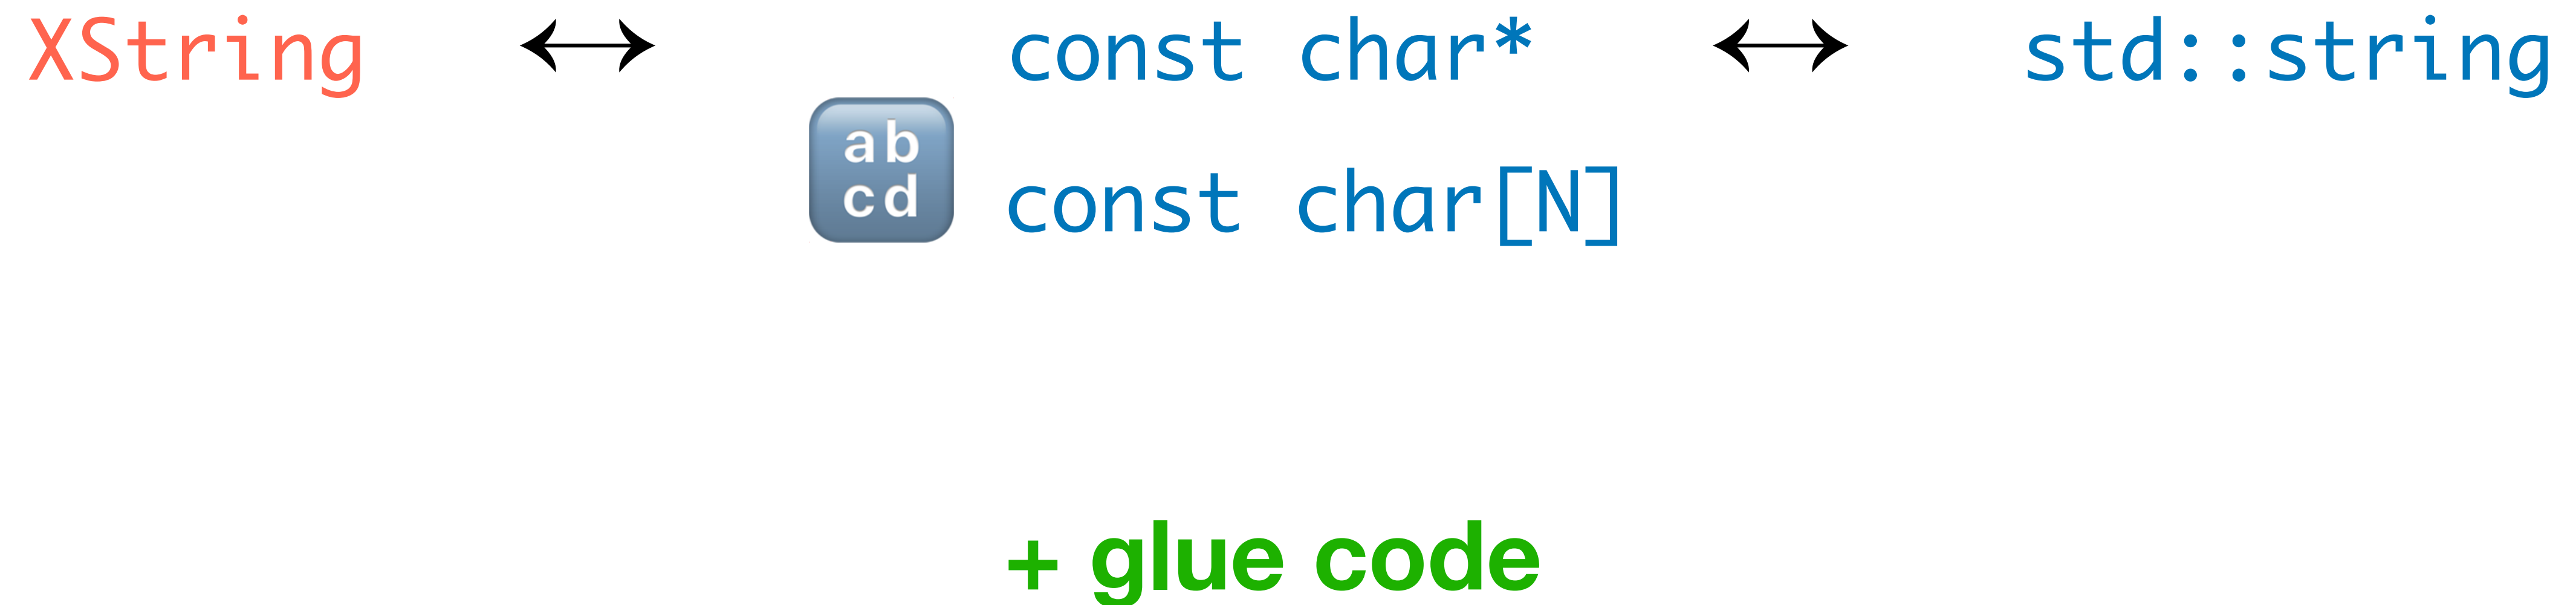 XString ↔ const char* ↔ std::string
ab
cd
const char[N]
+ glue code